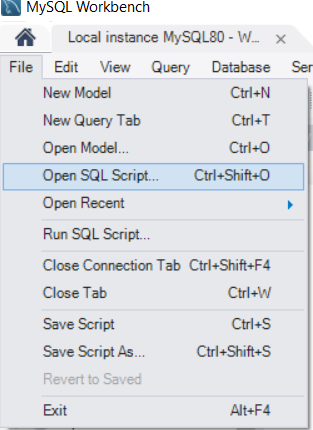 MySQL Workbench
Local instance MySQL80 - W... ×
File Edit View Query Database Ser
New Model Ctrl+N
New Query Tab Ctrl+T
Open Model... Ctrl+O
Open SQL Script... Ctrl+Shift+O
Open Recent
Run SQL Script...
Close Connection Tab Ctrl+Shift+F4
Close Tab Ctrl+W
Save Script Ctrl+S
Save Script As... Ctrl+Shift+S
Revert to Saved
Exit Alt+F4